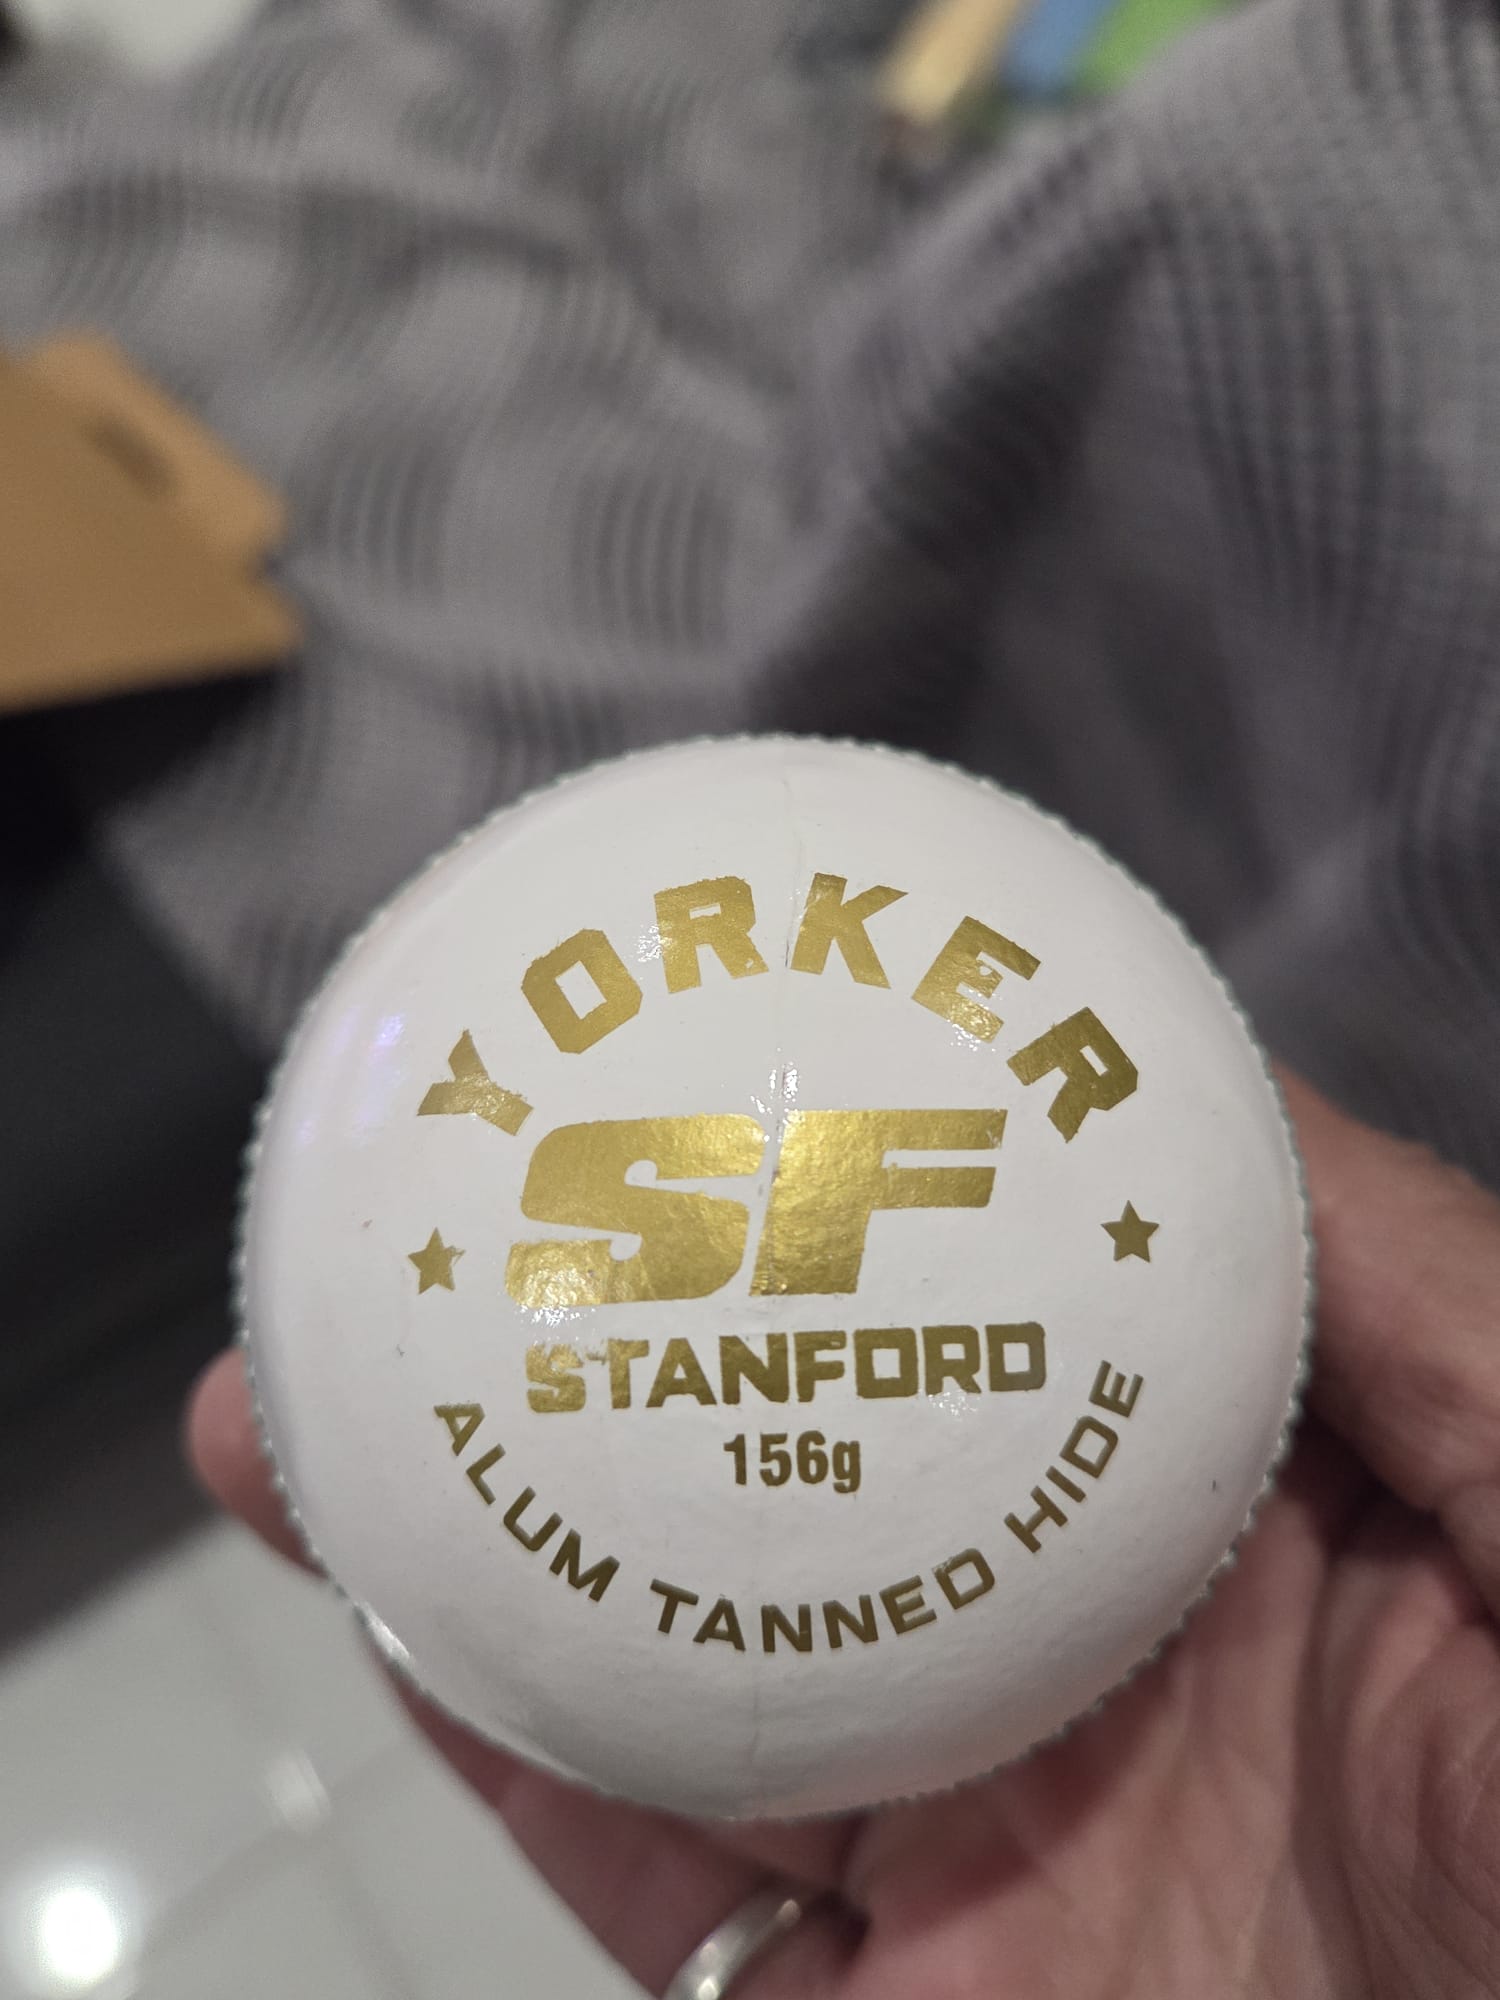 YORKER
SF
STANFORD
156g
ALUM TANNED HIDE